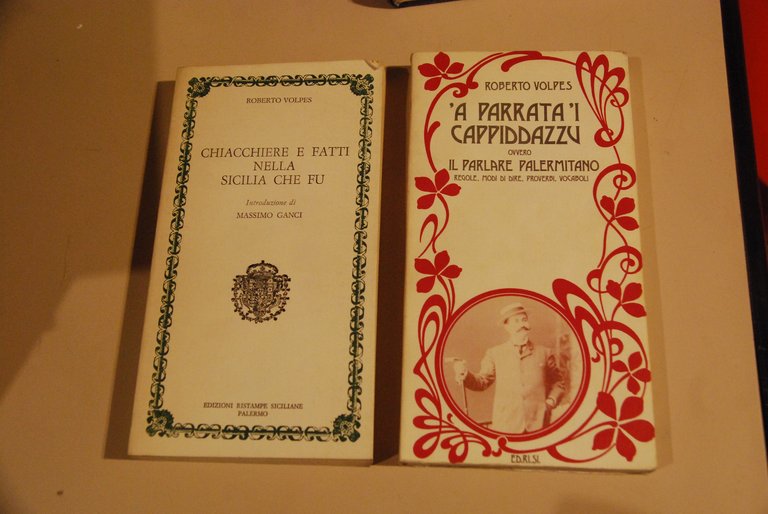 ROBERTO VOLPES
CHIACCHIERE E FATTI
NELLA
SICILIA CHE FU
Introduzione di
MASSIMO GANCI
EDIZIONI RISTAMPE SICILIANE
PALERMO
ROBERTO VOLPES
'A PARRATA 'I
CAPPIDDAZZU
OVVERO
IL PARLARE PALERMITANO
REGOLE, MODI DI DIRE, PROVERBI, VOCABOLI
ED.RI.SI.